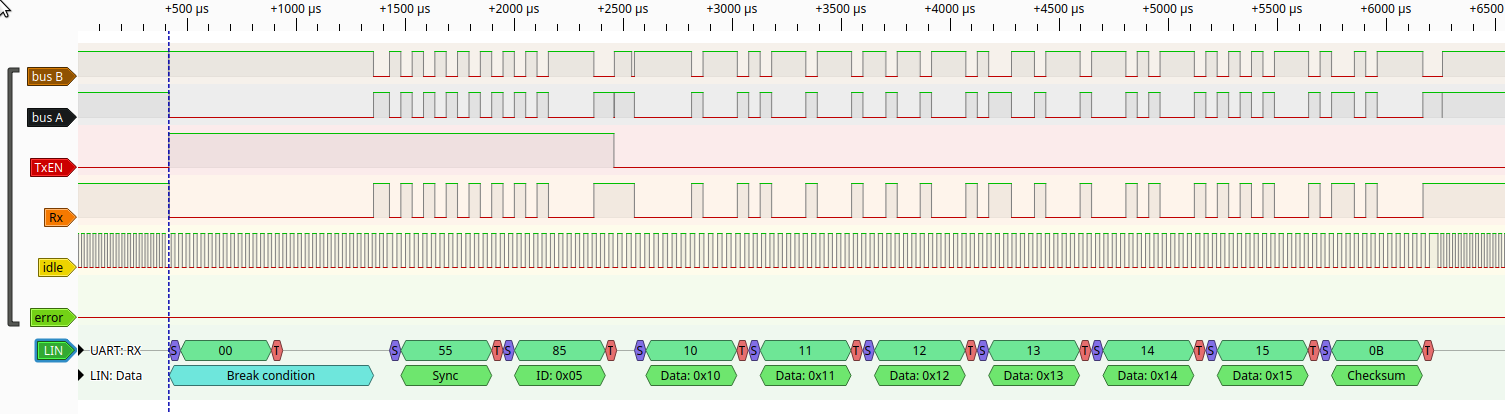 +500 µs +1000 µs +1500 µs +2000 µs +2500 µs +3000 µs +3500 µs +4000 µs +4500 µs +5000 µs +5500 µs +6000 µs +6500
bus B
bus A
TxEN
Rx
idle
error
LIN UART: RX S 00 T S 55 T S 85 T S 10 T S 11 T S 12 T S 13 T S 14 T S 15 T S 0B T
LIN: Data Break condition Sync ID: 0x05 Data: 0x10 Data: 0x11 Data: 0x12 Data: 0x13 Data: 0x14 Data: 0x15 Checksum